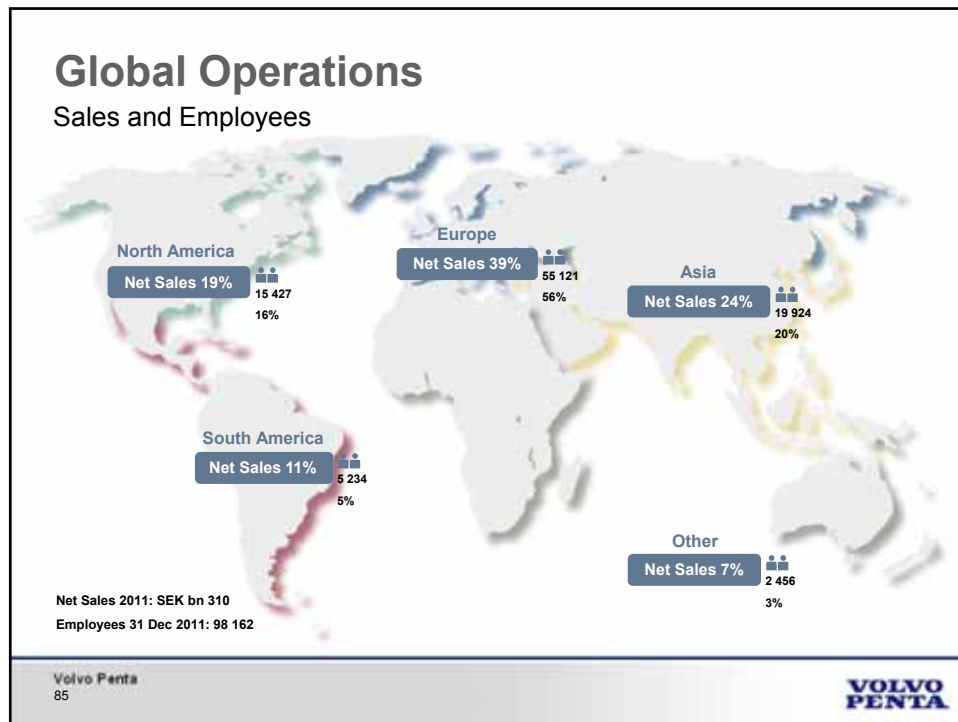 Global Operations
Sales and Employees
North America
Net Sales 19%
15 427
16%
Europe
Net Sales 39%
55 121
56%
Asia
Net Sales 24%
19 924
20%
South America
Net Sales 11%
5 234
5%
Other
Net Sales 7%
2 456
3%
Net Sales 2011: SEK bn 310
Employees 31 Dec 2011: 98 162
Volvo Penta
85
VOLVO
PENTA